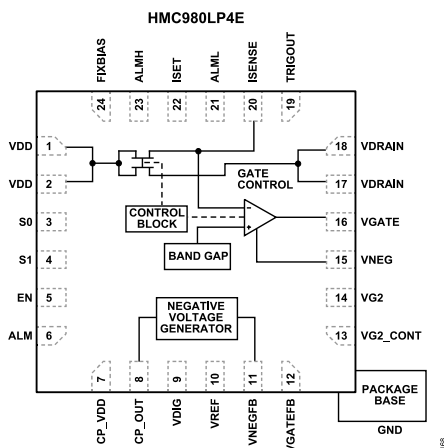 HMC980LP4E
FIXBIAS
ALMH
ISET
ALML
ISENSE
TRIGOUT
24
23
22
21
20
19
VDD 1
VDD 2
S0 3
S1 4
EN 5
ALM 6
18 VDRAIN
17 VDRAIN
16 VGATE
15 VNEG
14 VG2
13 VG2_CONT
GATE
CONTROL
CONTROL
BLOCK
–
+
BAND GAP
NEGATIVE
VOLTAGE
GENERATOR
7
8
9
10
11
12
CP_VDD
CP_OUT
VDIG
VREF
VNEGFB
VGATEFB
PACKAGE
BASE
GND